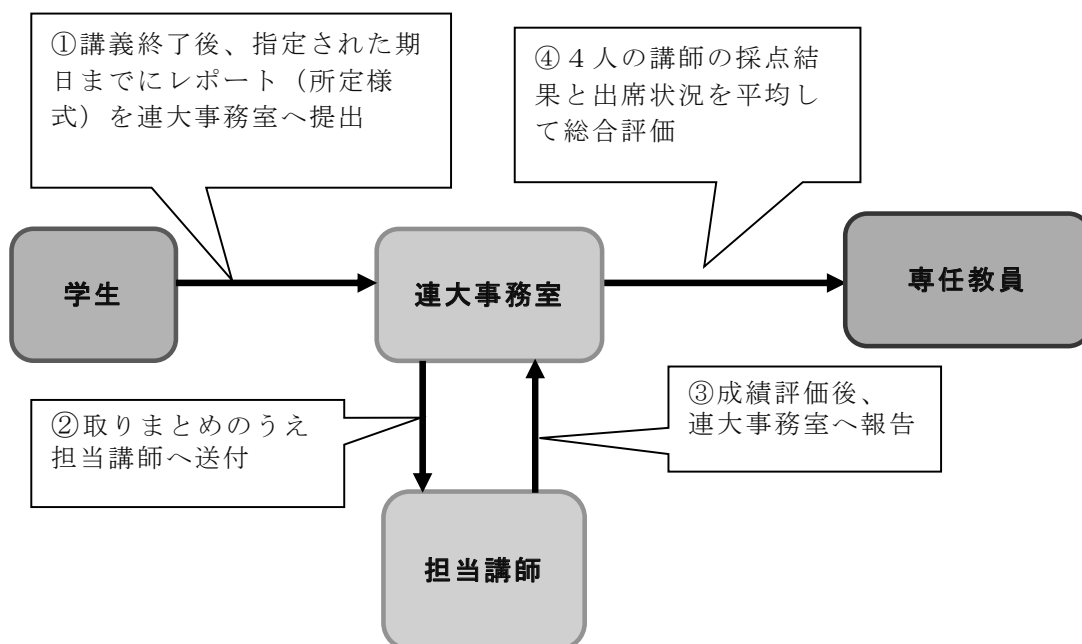 ①講義終了後、指定された期
日までにレポート（所定様
式）を連大事務室へ提出
④４人の講師の採点結
果と出席状況を平均し
て総合評価
学生
連大事務室
専任教員
②取りまとめのうえ
担当講師へ送付
③成績評価後、
連大事務室へ報告
担当講師